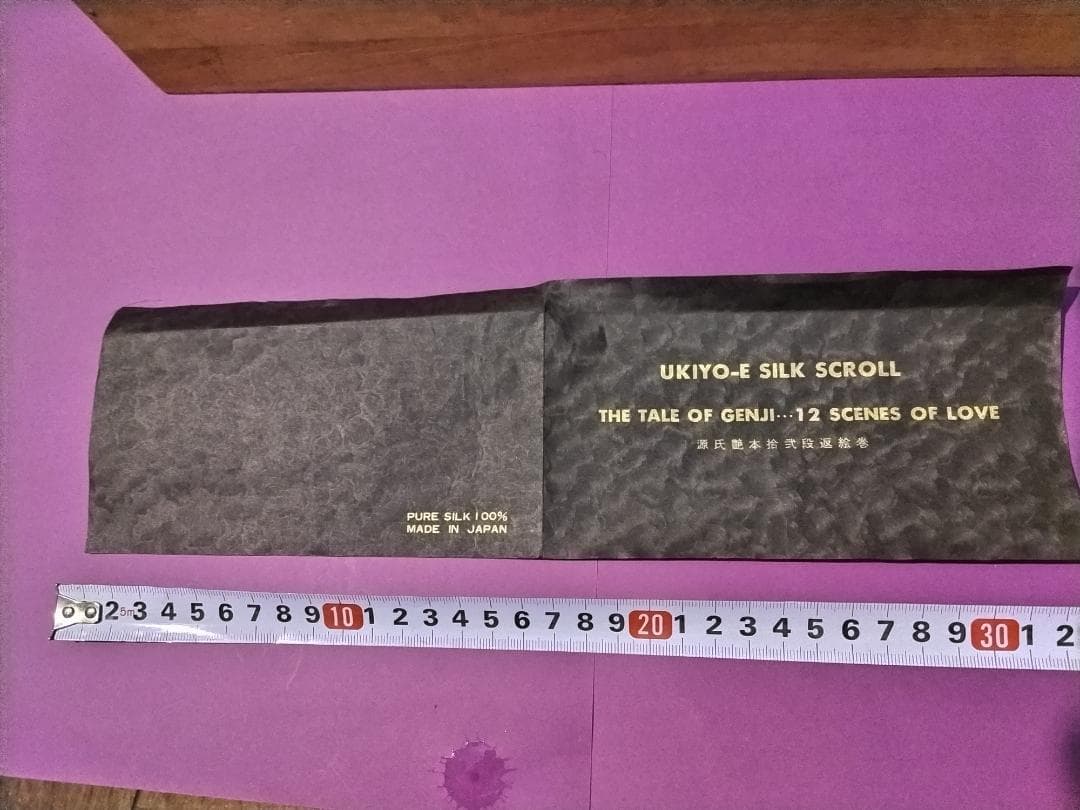 UKIYO-E SILK SCROLL
THE TALE OF GENJI...12 SCENES OF LOVE
源氏艶本拾弐段返絵巻
PURE SILK 100%
MADE IN JAPAN
2 5m 3 4 5 6 7 8 9 10 1 2 3 4 5 6 7 8 9 20 1 2 3 4 5 6 7 8 9 30 1 2